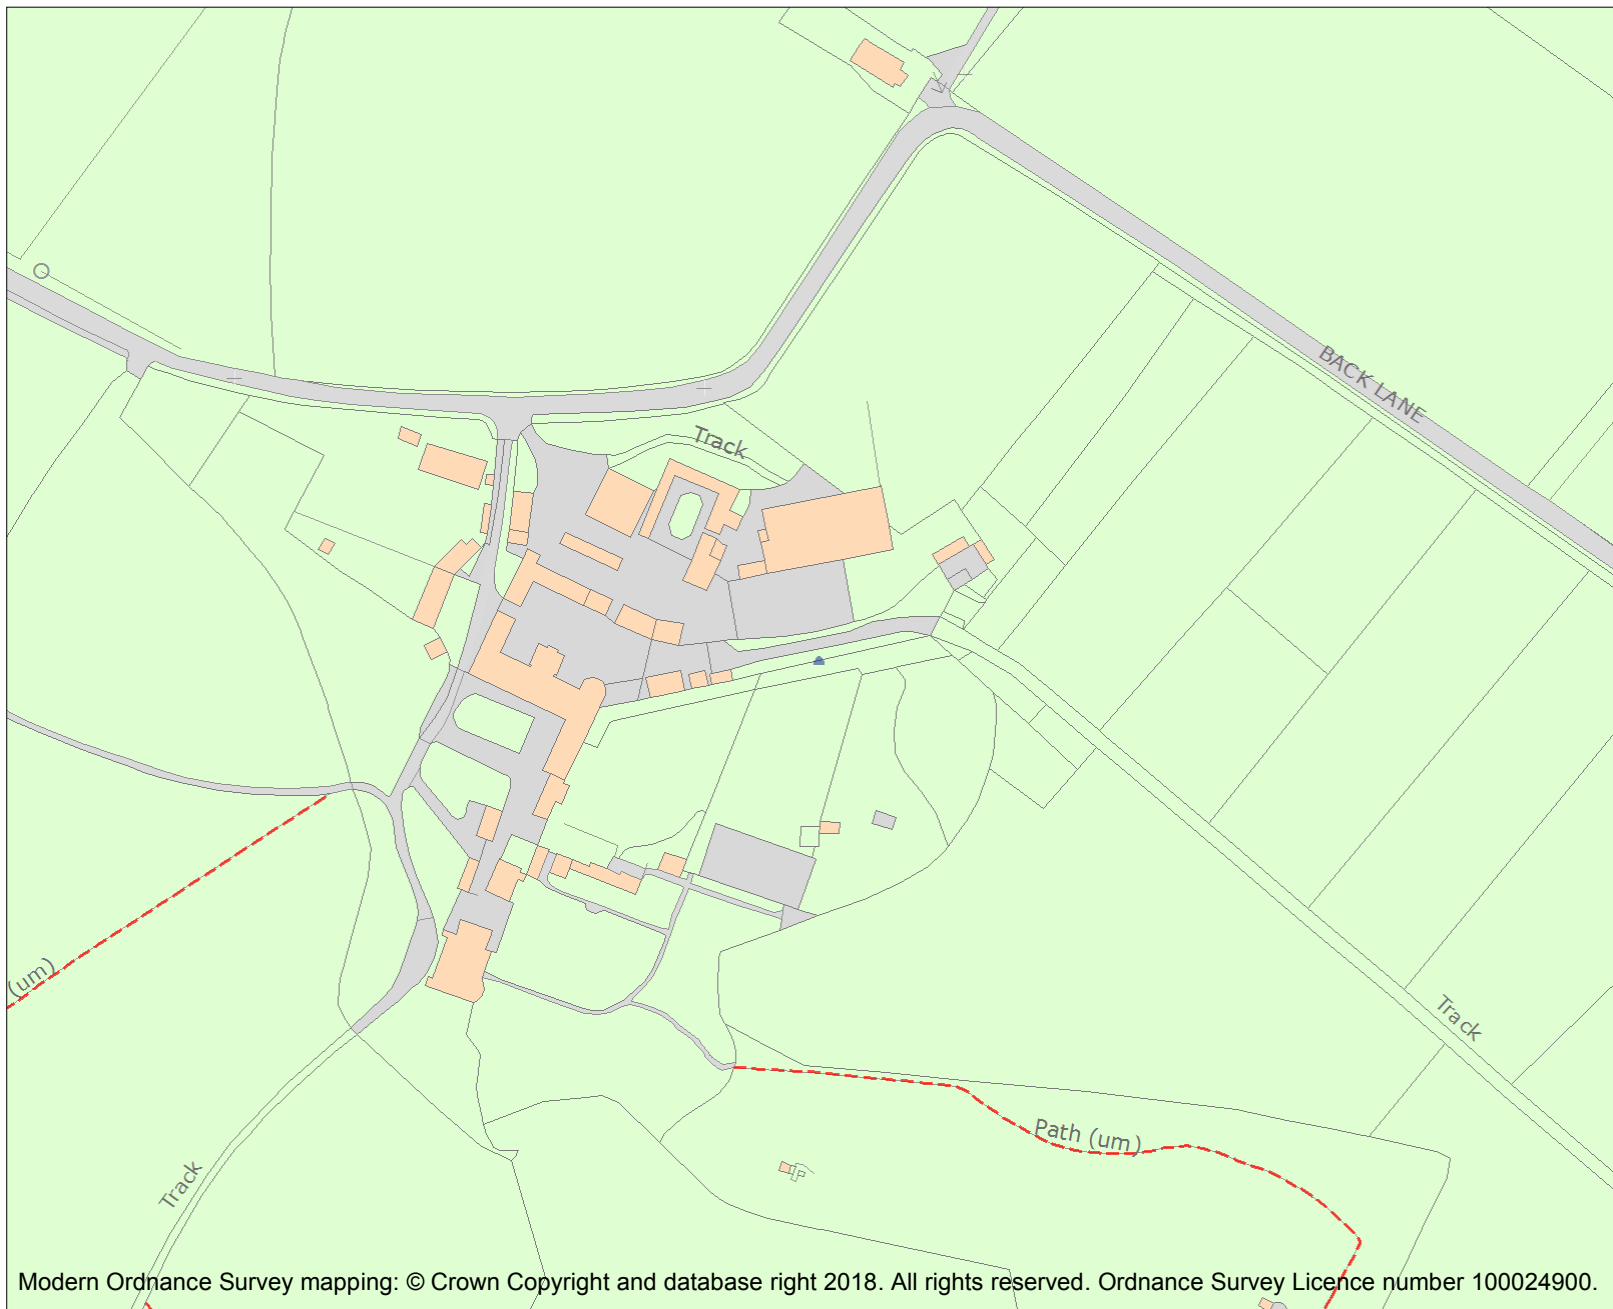 BACK LANE
Track
(um)
Track
Path (um)
Track
Modern Ordnance Survey mapping: © Crown Copyright and database right 2018. All rights reserved. Ordnance Survey Licence number 100024900.